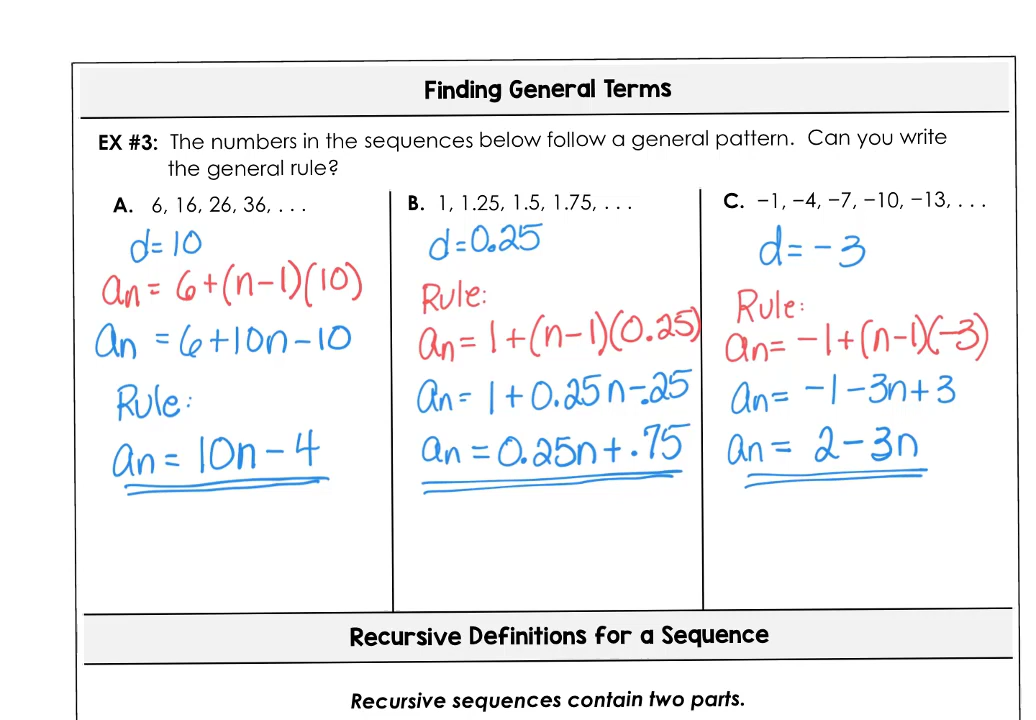 Finding General Terms
EX #3: The numbers in the sequences below follow a general pattern. Can you write
the general rule?
A. 6, 16, 26, 36, . . .
d = 10
an = 6+(n-1)(10)
an = 6+10n-10
Rule:
an = 10n-4
B. 1, 1.25, 1.5, 1.75, . . .
d=0.25
Rule:
an = 1+(n-1)(0.25)
an = 1+0.25n-.25
an = 0.25n+.75
C. −1, −4, −7, −10, −13, . . .
d = -3
Rule:
an = -1+(n-1)(-3)
an = -1-3n+3
an = 2-3n
Recursive Definitions for a Sequence
Recursive sequences contain two parts.